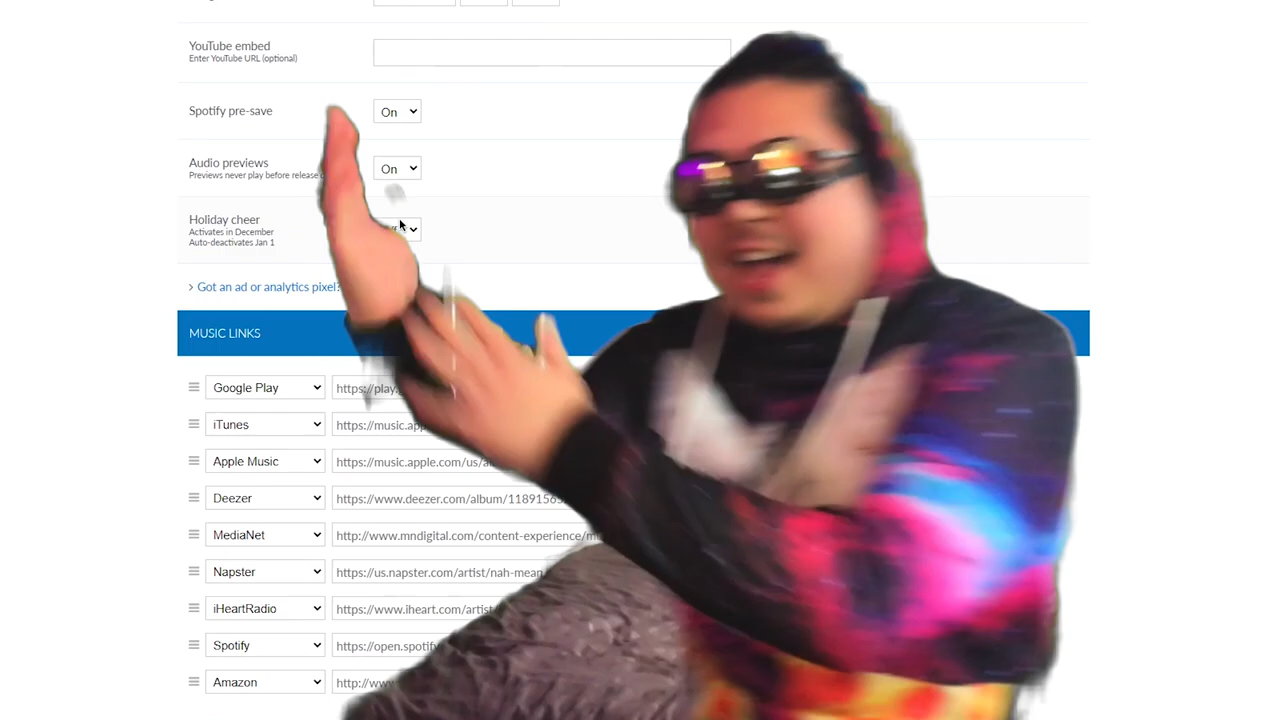 YouTube embed
Enter YouTube URL (optional)
Spotify pre-save
On
Audio previews
Previews never play before release
On
Holiday cheer
Activates in December
Auto-deactivates Jan 1
> Got an ad or analytics pixel?
MUSIC LINKS
Google Play https://play.
iTunes https://music.app
Apple Music https://music.apple.com/us/
Deezer https://www.deezer.com/album/118915
MediaNet http://www.mndigital.com/content-experience/
Napster https://us.napster.com/artist/nah-mean
iHeartRadio https://www.iheart.com/artist
Spotify https://open.spotify
Amazon http://ww